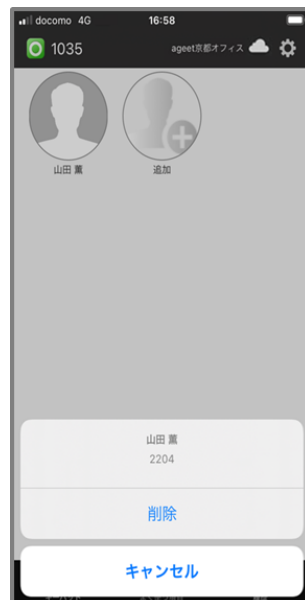 docomo 4G 16:58
1035 ageet京都オフィス
山田 薫 追加
山田 薫
2204
削除
キャンセル